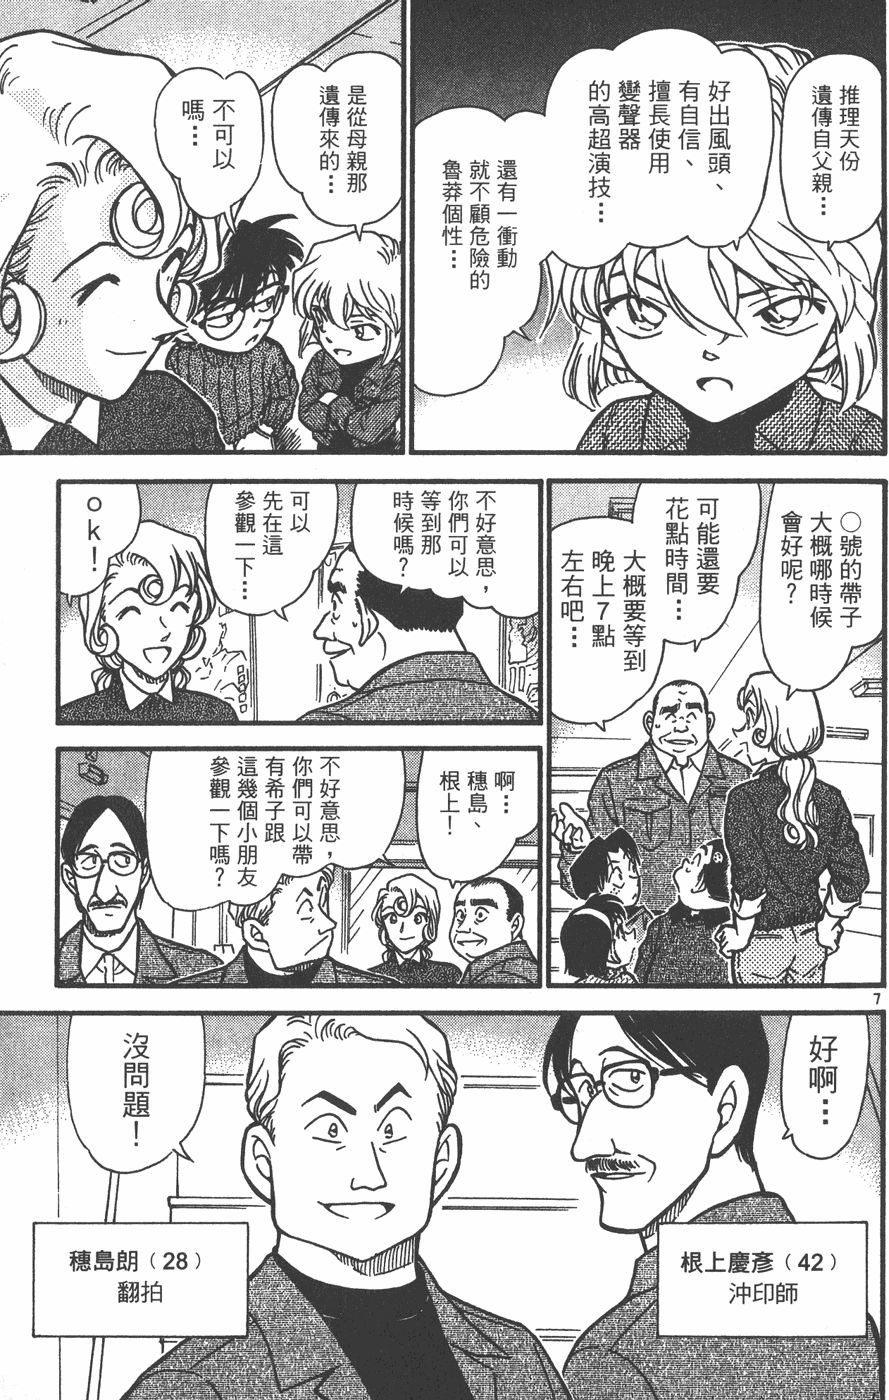 推理天份
遺傳自父親…
好出風頭、
有自信、
擅長使用
變聲器
的高超演技…
還有一衝動
就不顧危險的
魯莽個性…
是從母親那
遺傳來的…
不可以
嗎…
○號的帶子
大概哪時候
會好呢？
可能還要
花點時間…
大概要等到
晚上7點
左右吧…
不好意思，
你們可以
等到那
時候嗎？
可以
先在這
參觀一下…
ok！
啊…
穗島、
根上！
不好意思，
你們可以帶
有希子跟
這幾個小朋友
參觀一下嗎？
7
好啊…
沒問題！
根上慶彥（42）
沖印師
穗島朗（28）
翻拍